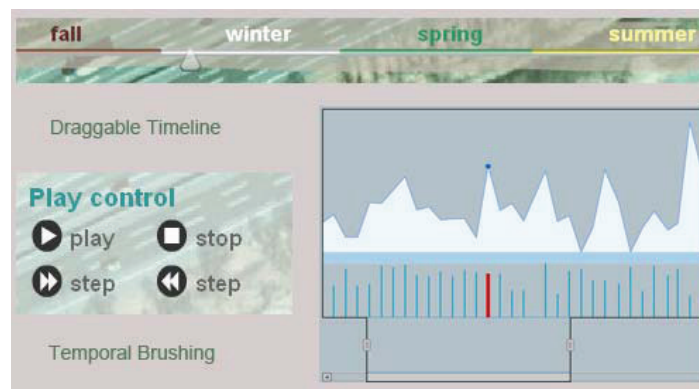 fall winter spring summer
Draggable Timeline
Play control
play stop
step step
Temporal Brushing